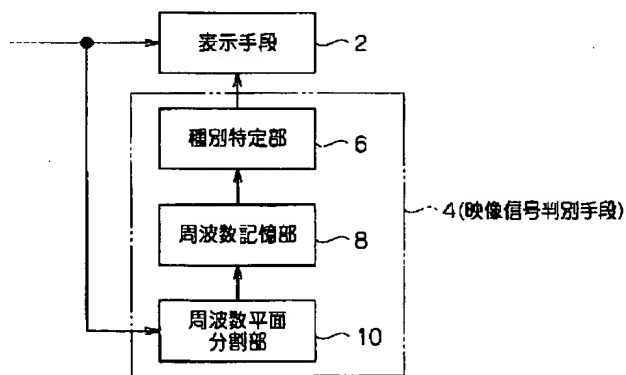 表示手段
2
種別特定部
6
周波数記憶部
8
4(映像信号判別手段)
周波数平面
分割部
10